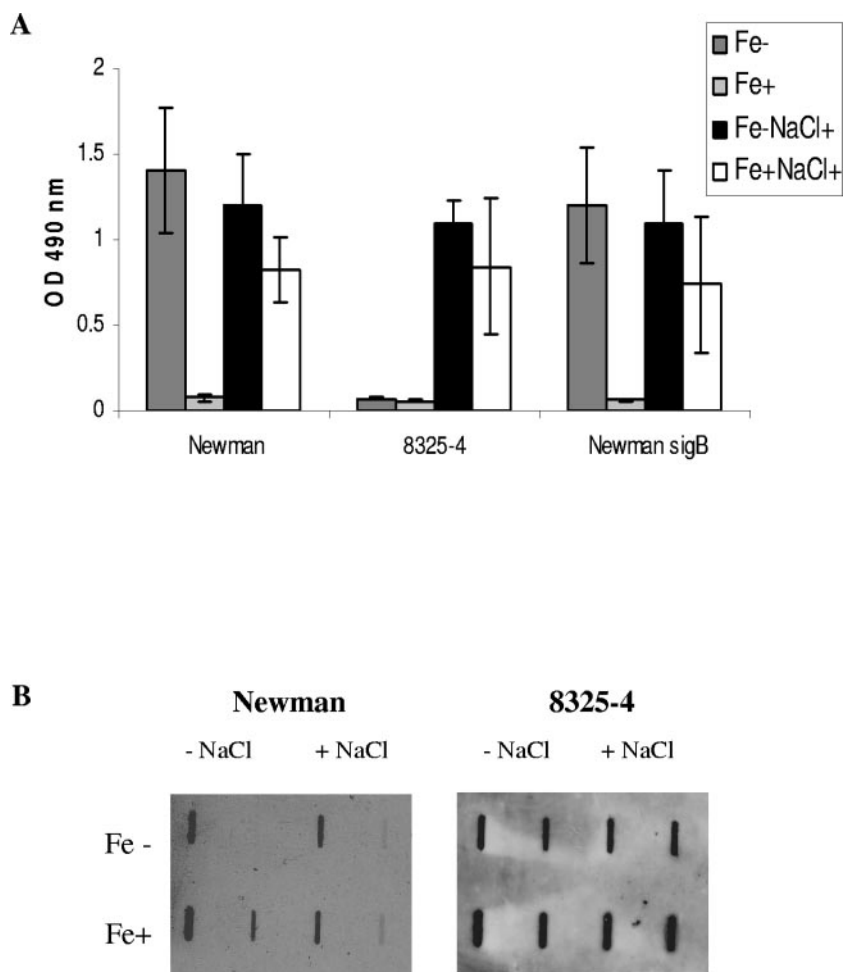 A
Fe-
Fe+
Fe-NaCl+
Fe+NaCl+
2
1.5
1
0.5
0
OD 490 nm
Newman 8325-4 Newman sigB
B
Newman 8325-4
- NaCl + NaCl - NaCl + NaCl
Fe -
Fe+